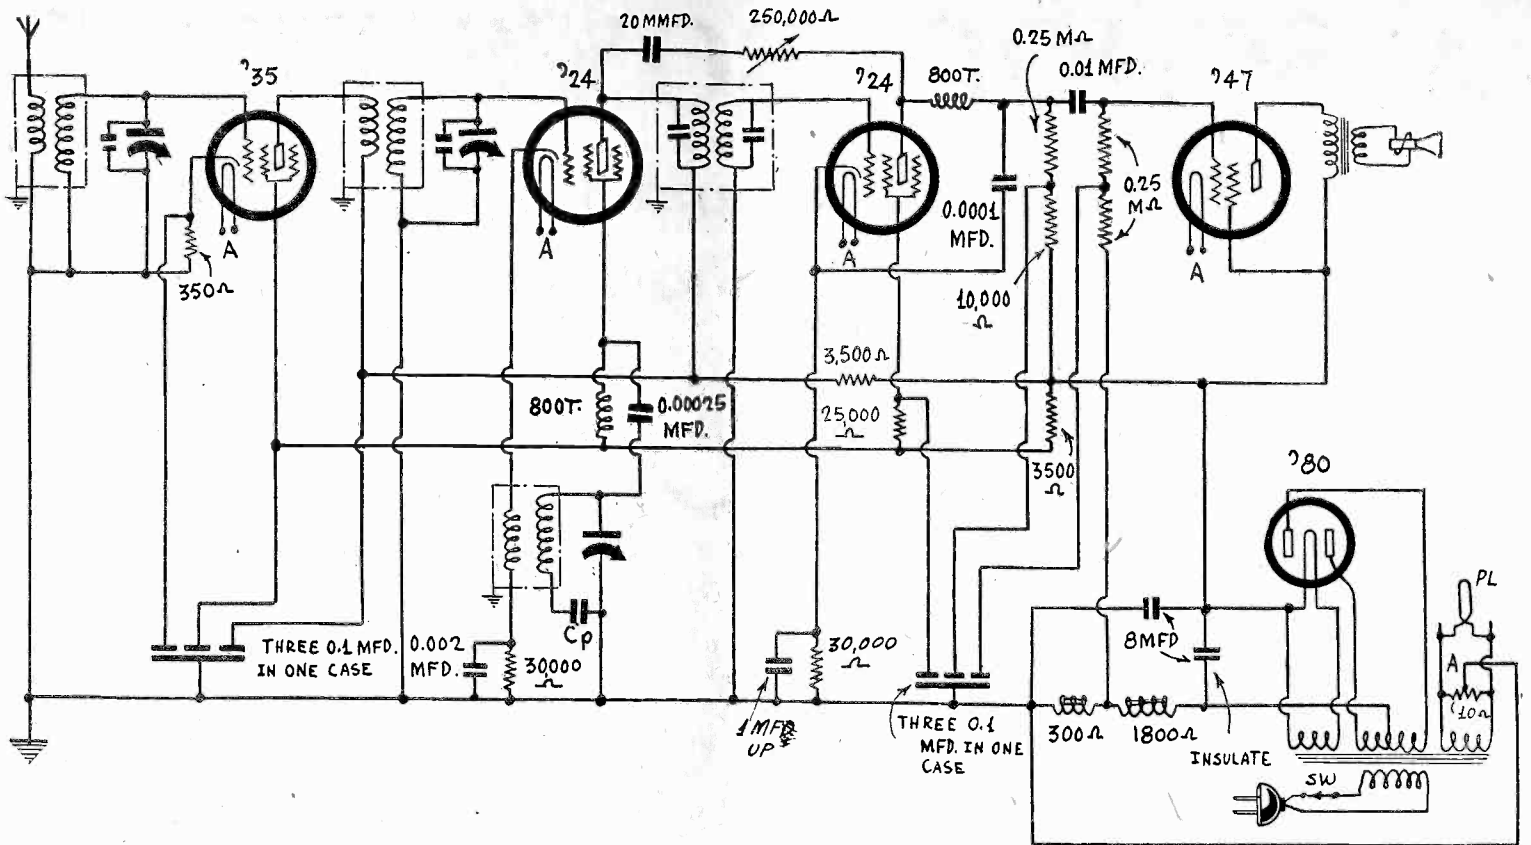 20 MMFD.
250,000Ω
0.25 MΩ
0.01 MFD.
'35
'24
'24
800T.
'47
A
350Ω
A
A
0.0001
MFD.
0.25
MΩ
A
10,000
Ω
3,500Ω
800T.
0.00025
MFD.
25,000
Ω
3500
Ω
'80
PL
Cp
8MFD
A
10Ω
THREE 0.1 MFD.
IN ONE CASE
0.002
MFD.
30,000
Ω
30,000
Ω
1 MFD
UP
THREE 0.1
MFD. IN ONE
CASE
300Ω
1800Ω
INSULATE
SW